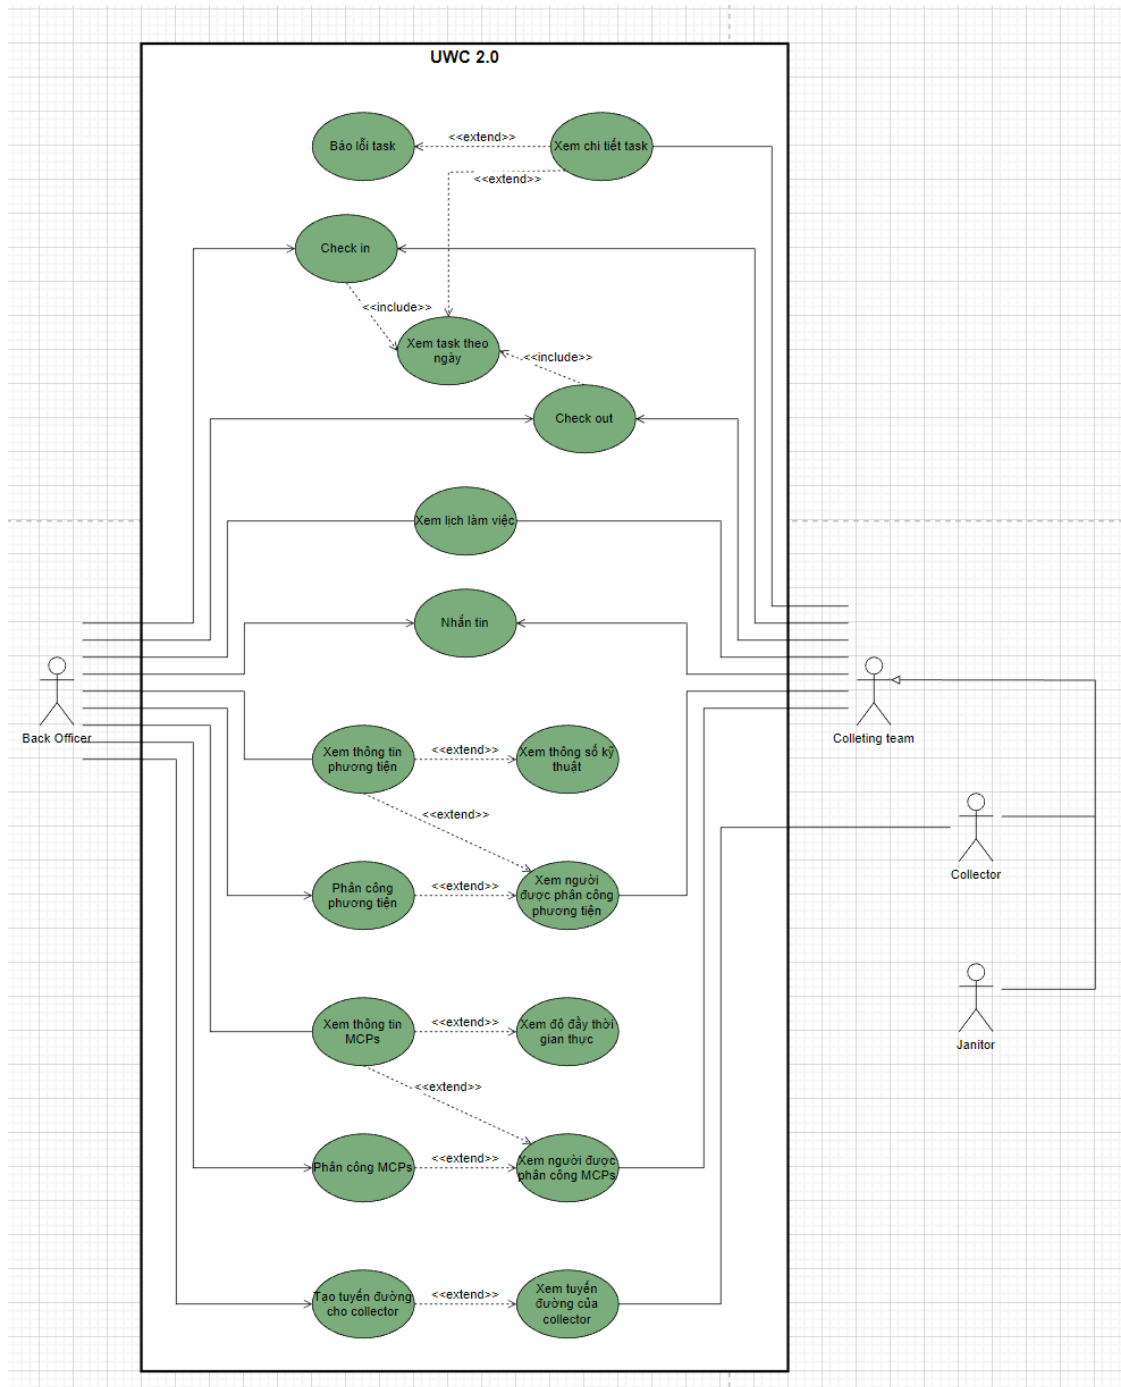 UWC 2.0
Báo lỗi task
<<extend>>
Xem chi tiết task
<<extend>>
Check in
<<include>>
Xem task theo
ngày
<<include>>
Check out
Xem lịch làm việc
Nhắn tin
Back Officer
Colleting team
Xem thông tin
phương tiện
<<extend>>
Xem thông số kỹ
thuật
<<extend>>
Collector
Phân công
phương tiện
<<extend>>
Xem người
được phân công
phương tiện
Xem thông tin
MCPs
<<extend>>
Xem độ đầy thời
gian thực
Janitor
<<extend>>
Phân công MCPs
<<extend>>
Xem người được
phân công MCPs
Tạo tuyến đường
cho collector
<<extend>>
Xem tuyến
đường của
collector